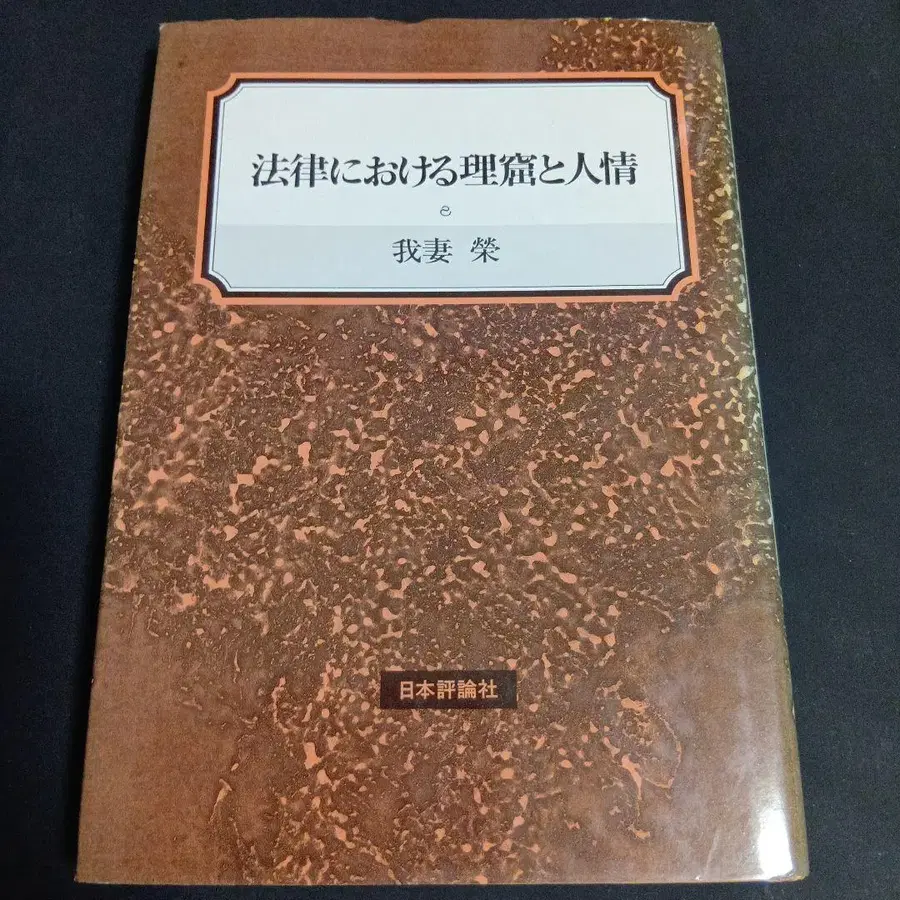 法律における理窟と人情
我妻 榮
日本評論社